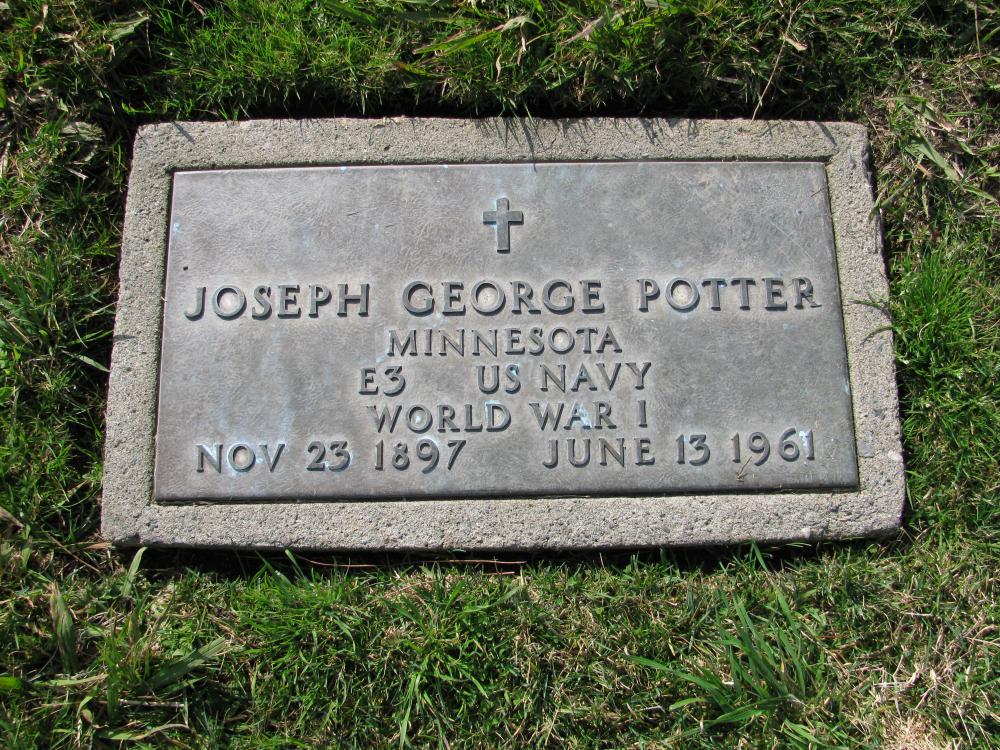 JOSEPH GEORGE POTTER
MINNESOTA
E3 US NAVY
WORLD WAR I
NOV 23 1897 JUNE 13 1961